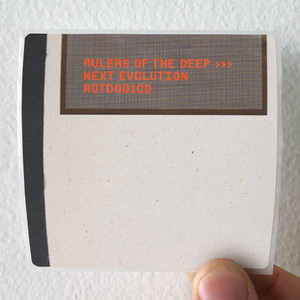 RULERS OF THE DEEP >>>
NEXT EVOLUTION
ROTD001CD